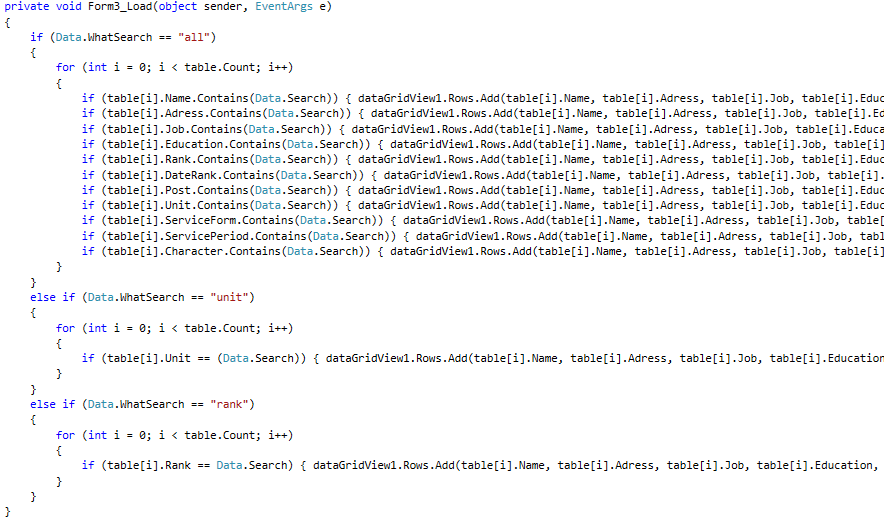 private void Form3_Load(object sender, EventArgs e)
{
if (Data.WhatSearch == "all")
{
for (int i = 0; i < table.Count; i++)
{
if (table[i].Name.Contains(Data.Search)) { dataGridView1.Rows.Add(table[i].Name, table[i].Adress, table[i].Job, table[i].Educ
if (table[i].Adress.Contains(Data.Search)) { dataGridView1.Rows.Add(table[i].Name, table[i].Adress, table[i].Job, table[i].Ed
if (table[i].Job.Contains(Data.Search)) { dataGridView1.Rows.Add(table[i].Name, table[i].Adress, table[i].Job, table[i].Educa
if (table[i].Education.Contains(Data.Search)) { dataGridView1.Rows.Add(table[i].Name, table[i].Adress, table[i].Job, table[i]
if (table[i].Rank.Contains(Data.Search)) { dataGridView1.Rows.Add(table[i].Name, table[i].Adress, table[i].Job, table[i].Educ
if (table[i].DateRank.Contains(Data.Search)) { dataGridView1.Rows.Add(table[i].Name, table[i].Adress, table[i].Job, table[i].
if (table[i].Post.Contains(Data.Search)) { dataGridView1.Rows.Add(table[i].Name, table[i].Adress, table[i].Job, table[i].Educ
if (table[i].Unit.Contains(Data.Search)) { dataGridView1.Rows.Add(table[i].Name, table[i].Adress, table[i].Job, table[i].Educ
if (table[i].ServiceForm.Contains(Data.Search)) { dataGridView1.Rows.Add(table[i].Name, table[i].Adress, table[i].Job, table[
if (table[i].ServicePeriod.Contains(Data.Search)) { dataGridView1.Rows.Add(table[i].Name, table[i].Adress, table[i].Job, tabl
if (table[i].Character.Contains(Data.Search)) { dataGridView1.Rows.Add(table[i].Name, table[i].Adress, table[i].Job, table[i]
}
}
else if (Data.WhatSearch == "unit")
{
for (int i = 0; i < table.Count; i++)
{
if (table[i].Unit == (Data.Search)) { dataGridView1.Rows.Add(table[i].Name, table[i].Adress, table[i].Job, table[i].Education
}
}
else if (Data.WhatSearch == "rank")
{
for (int i = 0; i < table.Count; i++)
{
if (table[i].Rank == Data.Search) { dataGridView1.Rows.Add(table[i].Name, table[i].Adress, table[i].Job, table[i].Education,
}
}
}